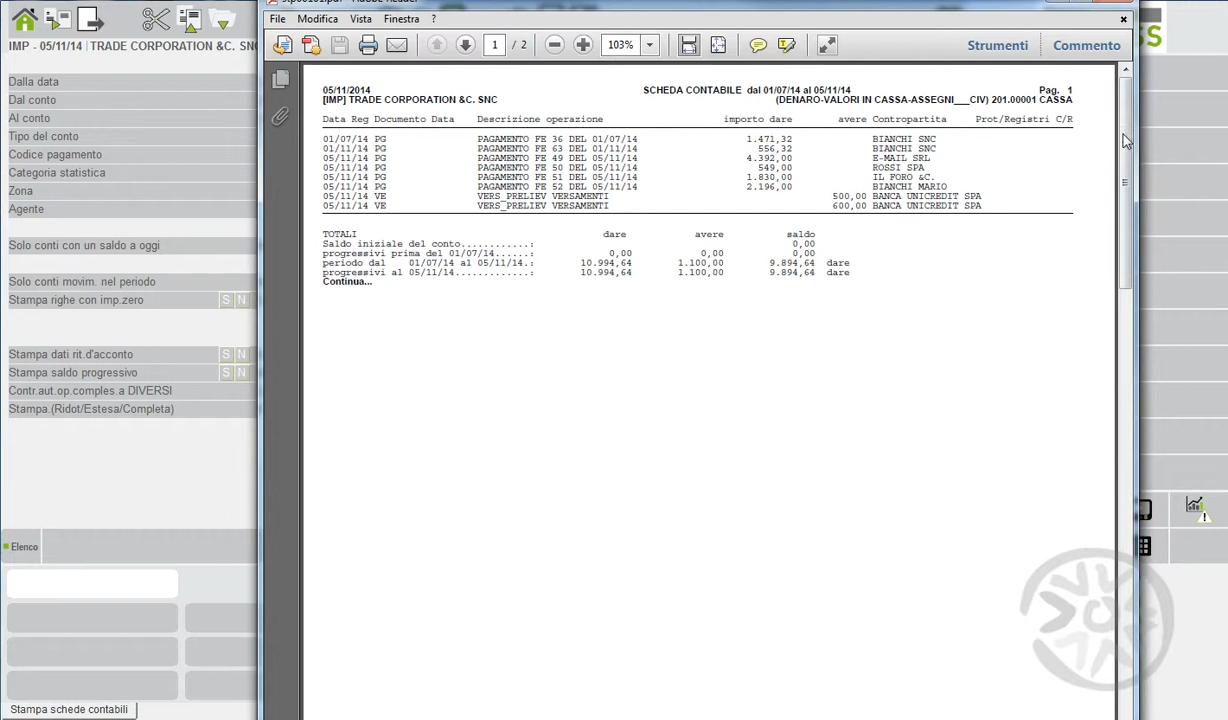 File Modifica Vista Finestra ?
IMP - 05/11/14 | TRADE CORPORATION &C. SN
1 / 2 103% Strumenti Commento
Dalla data
Dal conto
Al conto
Tipo del conto
Codice pagamento
Categoria statistica
Zona
Agente
Solo conti con un saldo a oggi
Solo conti movim. nel periodo
Stampa righe con imp.zero S N
Stampa dati rit.d'acconto S N
Stampa saldo progressivo S N
Contr.aut.op.comples.a DIVERSI
Stampa.(Ridot/Estesa/Completa)
Elenco
Stampa schede contabili
05/11/2014 SCHEDA CONTABILE dal 01/07/14 al 05/11/14 Pag. 1
[IMP] TRADE CORPORATION &C. SNC (DENARO-VALORI IN CASSA-ASSEGNI___CIV) 201.00001 CASSA
Data Reg Documento Data Descrizione operazione importo dare avere Contropartita Prot/Registri C/R
01/07/14 PG PAGAMENTO FE 36 DEL 01/07/14 1.471,32 BIANCHI SNC
01/11/14 PG PAGAMENTO FE 63 DEL 01/11/14 556,32 BIANCHI SNC
05/11/14 PG PAGAMENTO FE 49 DEL 05/11/14 4.392,00 E-MAIL SRL
05/11/14 PG PAGAMENTO FE 50 DEL 05/11/14 549,00 ROSSI SPA
05/11/14 PG PAGAMENTO FE 51 DEL 05/11/14 1.830,00 IL FORO &C.
05/11/14 PG PAGAMENTO FE 52 DEL 05/11/14 2.196,00 BIANCHI MARIO
05/11/14 VE VERS_PRELIEV VERSAMENTI 500,00 BANCA UNICREDIT SPA
05/11/14 VE VERS_PRELIEV VERSAMENTI 600,00 BANCA UNICREDIT SPA
TOTALI dare avere saldo
Saldo iniziale del conto............: 0,00
progressivi prima del 01/07/14......: 0,00 0,00 0,00
periodo dal 01/07/14 al 05/11/14.: 10.994,64 1.100,00 9.894,64 dare
progressivi al 05/11/14.............: 10.994,64 1.100,00 9.894,64 dare
Continua...